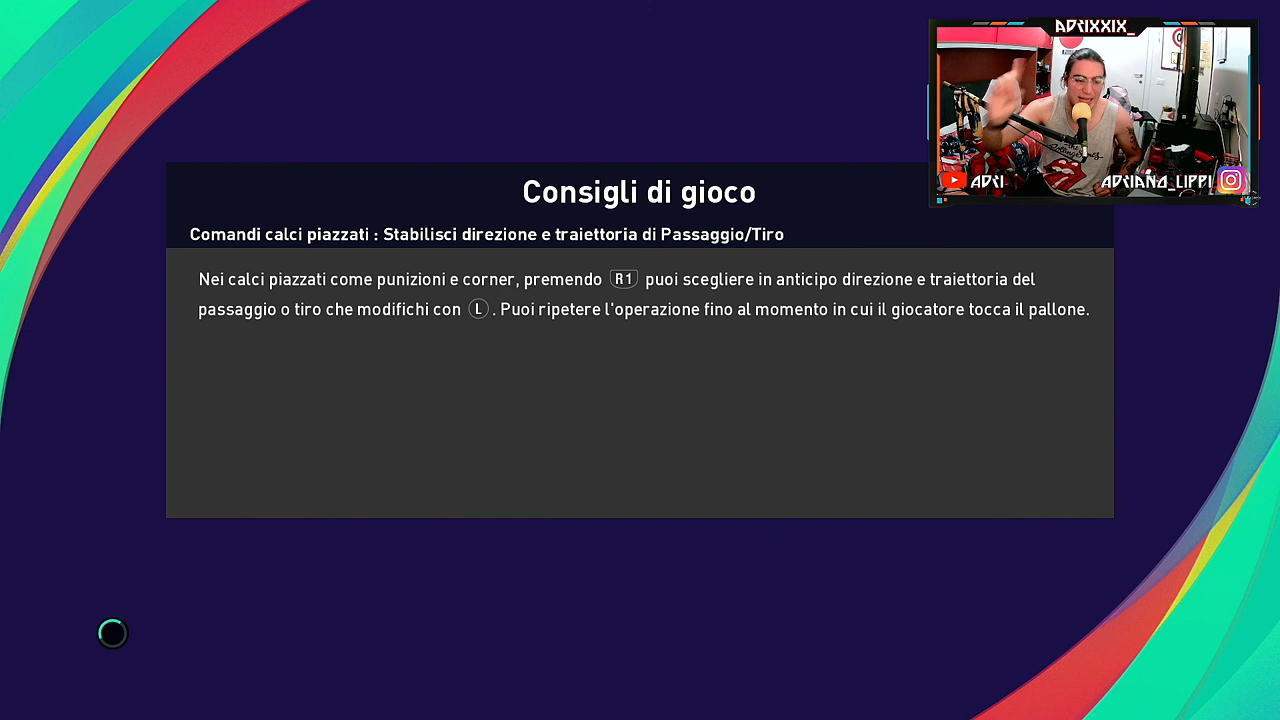 ADRIXXIX_
ADRI
ADRIANO_LIPPI
Consigli di gioco
Comandi calci piazzati : Stabilisci direzione e traiettoria di Passaggio/Tiro
Nei calci piazzati come punizioni e corner, premendo R1 puoi scegliere in anticipo direzione e traiettoria del
passaggio o tiro che modifichi con L . Puoi ripetere l'operazione fino al momento in cui il giocatore tocca il pallone.